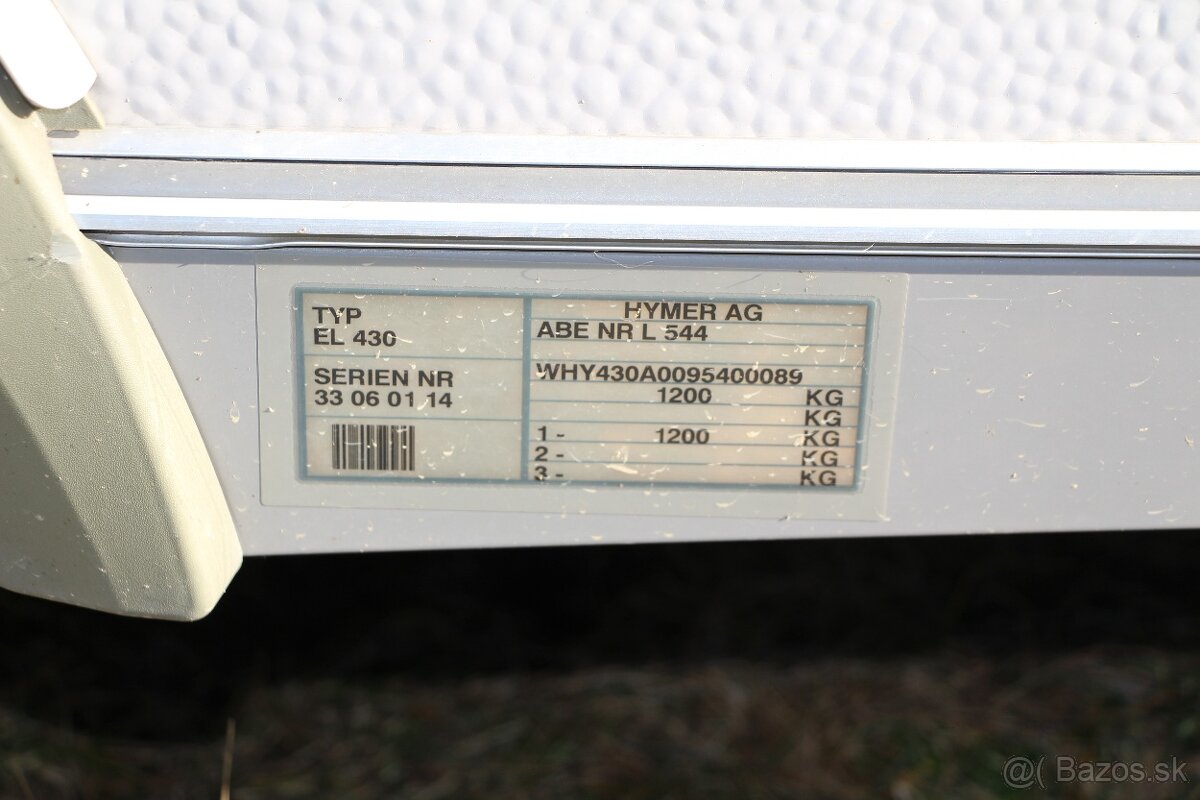 TYP
EL 430
SERIEN NR
33 06 01 14
HYMER AG
ABE NR L 544
WHY430A0095400089
1200 KG
KG
1 - 1200 KG
2 - KG
3 - KG
@( Bazos.sk